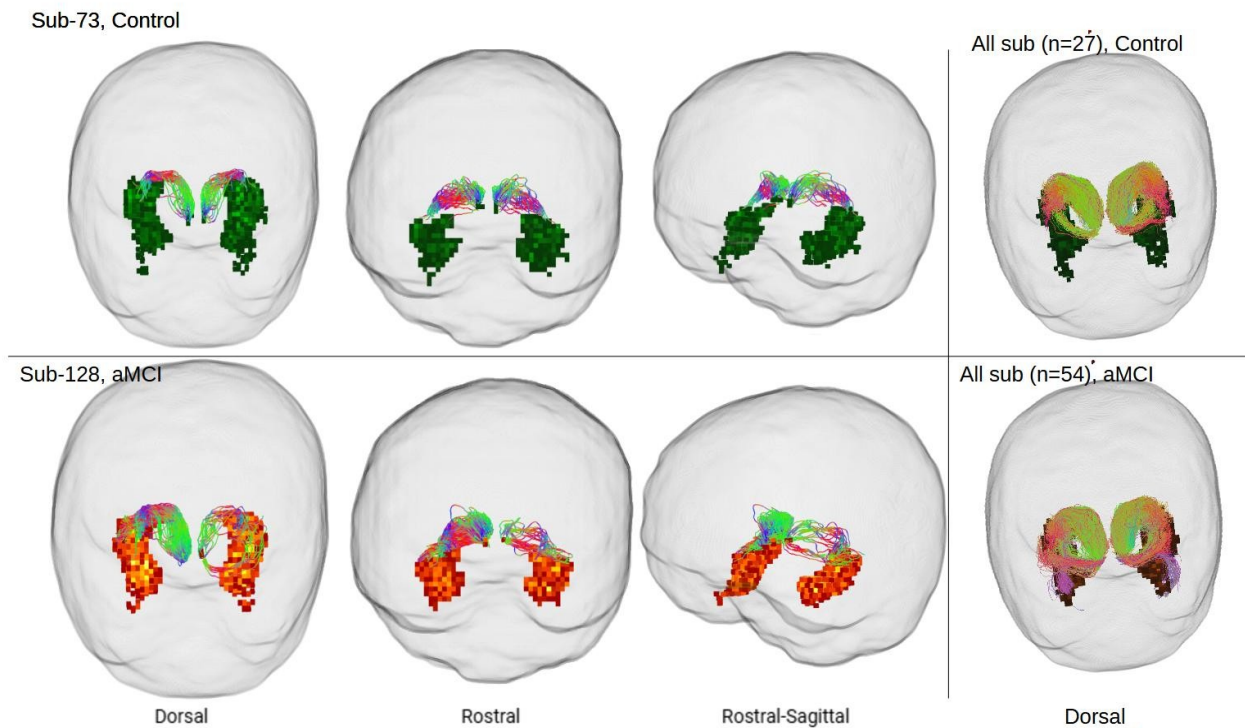 Sub-73, Control
All sub (n=27), Control
Sub-128, aMCI
All sub (n=54), aMCI
Dorsal
Rostral
Rostral-Sagittal
Dorsal